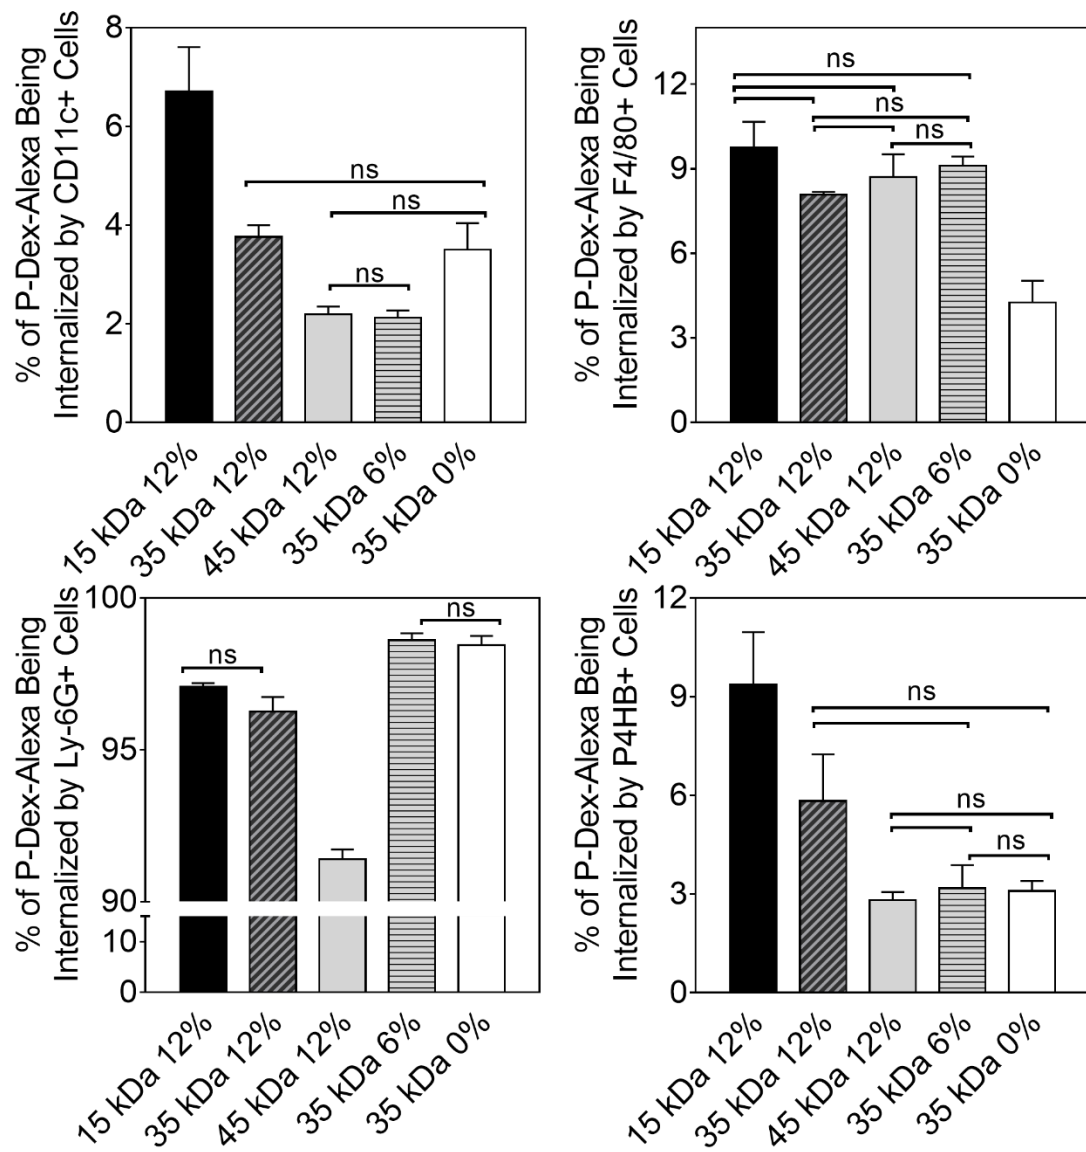 % of P-Dex-Alexa Being
Internalized by CD11c+ Cells
8
6
4
2
0
ns
ns
ns
15 kDa 12%
35 kDa 12%
45 kDa 12%
35 kDa 6%
35 kDa 0%
% of P-Dex-Alexa Being
Internalized by F4/80+ Cells
12
9
6
3
0
ns
ns
ns
15 kDa 12%
35 kDa 12%
45 kDa 12%
35 kDa 6%
35 kDa 0%
% of P-Dex-Alexa Being
Internalized by Ly-6G+ Cells
100
95
90
10
0
ns
ns
15 kDa 12%
35 kDa 12%
45 kDa 12%
35 kDa 6%
35 kDa 0%
% of P-Dex-Alexa Being
Internalized by P4HB+ Cells
12
9
6
3
0
ns
ns
ns
15 kDa 12%
35 kDa 12%
45 kDa 12%
35 kDa 6%
35 kDa 0%